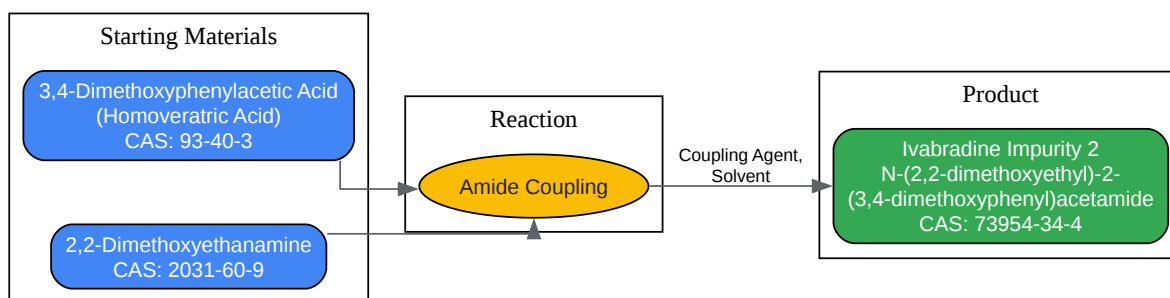 Starting Materials
3,4-Dimethoxyphenylacetic Acid
(Homoveratric Acid)
CAS: 93-40-3
2,2-Dimethoxyethanamine
CAS: 2031-60-9
Reaction
Amide Coupling
Coupling Agent,
Solvent
Product
Ivabradine Impurity 2
N-(2,2-dimethoxyethyl)-2-
(3,4-dimethoxyphenyl)acetamide
CAS: 73954-34-4